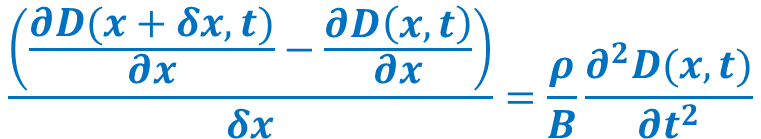 (∂D(x + δx, t)/∂x − ∂D(x, t)/∂x)/δx = ρ/B ∂²D(x, t)/∂t²